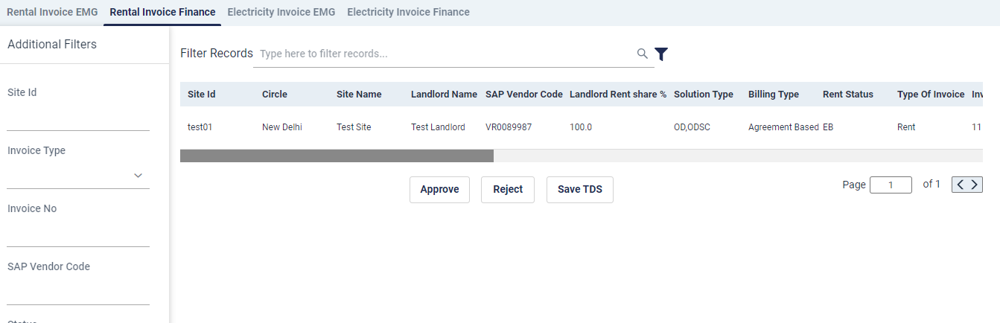 Rental Invoice EMG Rental Invoice Finance Electricity Invoice EMG Electricity Invoice Finance
Additional Filters
Site Id
Invoice Type
Invoice No
SAP Vendor Code
Status
Filter Records Type here to filter records...
Site Id Circle Site Name Landlord Name SAP Vendor Code Landlord Rent share % Solution Type Billing Type Rent Status Type Of Invoice Inv
test01 New Delhi Test Site Test Landlord VR0089987 100.0 OD,ODSC Agreement Based EB Rent 11
Approve Reject Save TDS
Page 1 of 1